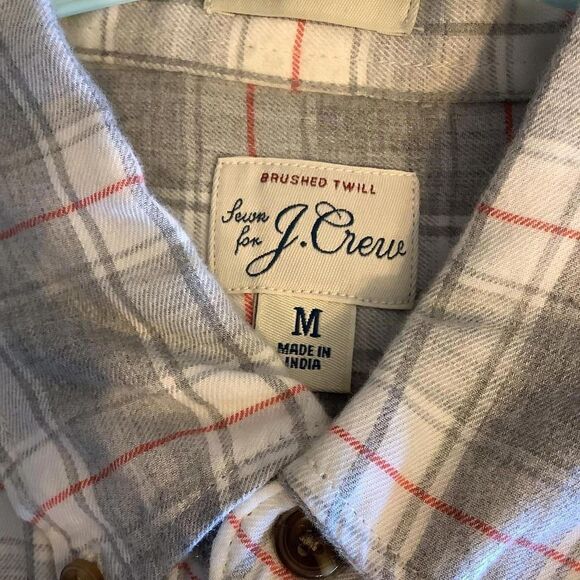 BRUSHED TWILL
Sewn
for J.Crew
M
MADE IN
INDIA